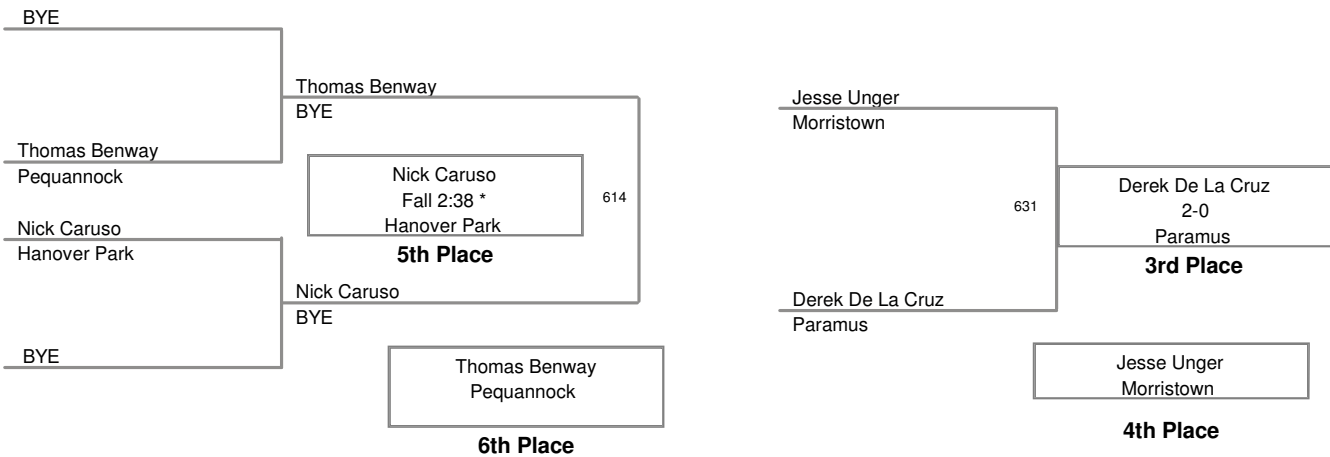 BYE
Thomas Benway
BYE
Thomas Benway
Pequannock
Nick Caruso
Fall 2:38 *
Hanover Park
5th Place
614
Nick Caruso
Hanover Park
Nick Caruso
BYE
BYE
Thomas Benway
Pequannock
6th Place
Jesse Unger
Morristown
631
Derek De La Cruz
2-0
Paramus
3rd Place
Derek De La Cruz
Paramus
Jesse Unger
Morristown
4th Place